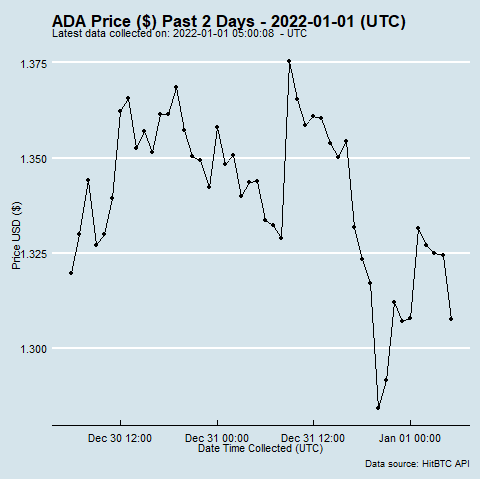 ADA Price ($) Past 2 Days - 2022-01-01 (UTC)
Latest data collected on: 2022-01-01 05:00:08 - UTC
1.375
1.350
1.325
1.300
Price USD ($)
Dec 30 12:00 Dec 31 00:00 Dec 31 12:00 Jan 01 00:00
Date Time Collected (UTC)
Data source: HitBTC API